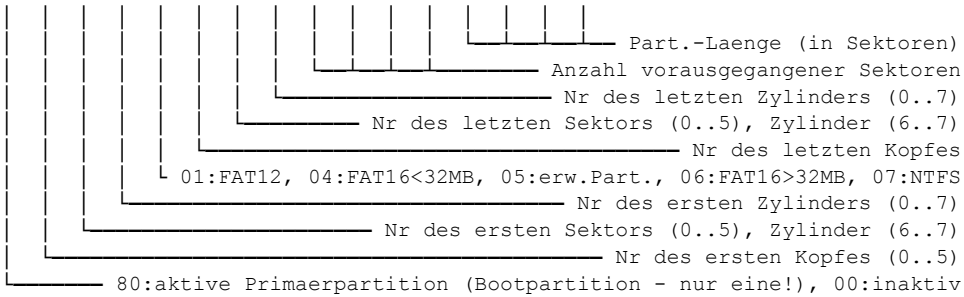 Part.-Laenge (in Sektoren)
Anzahl vorausgegangener Sektoren
Nr des letzten Zylinders (0..7)
Nr des letzten Sektors (0..5), Zylinder (6..7)
Nr des letzten Kopfes
01:FAT12, 04:FAT16<32MB, 05:erw.Part., 06:FAT16>32MB, 07:NTFS
Nr des ersten Zylinders (0..7)
Nr des ersten Sektors (0..5), Zylinder (6..7)
Nr des ersten Kopfes (0..5)
80:aktive Primaerpartition (Bootpartition - nur eine!), 00:inaktiv